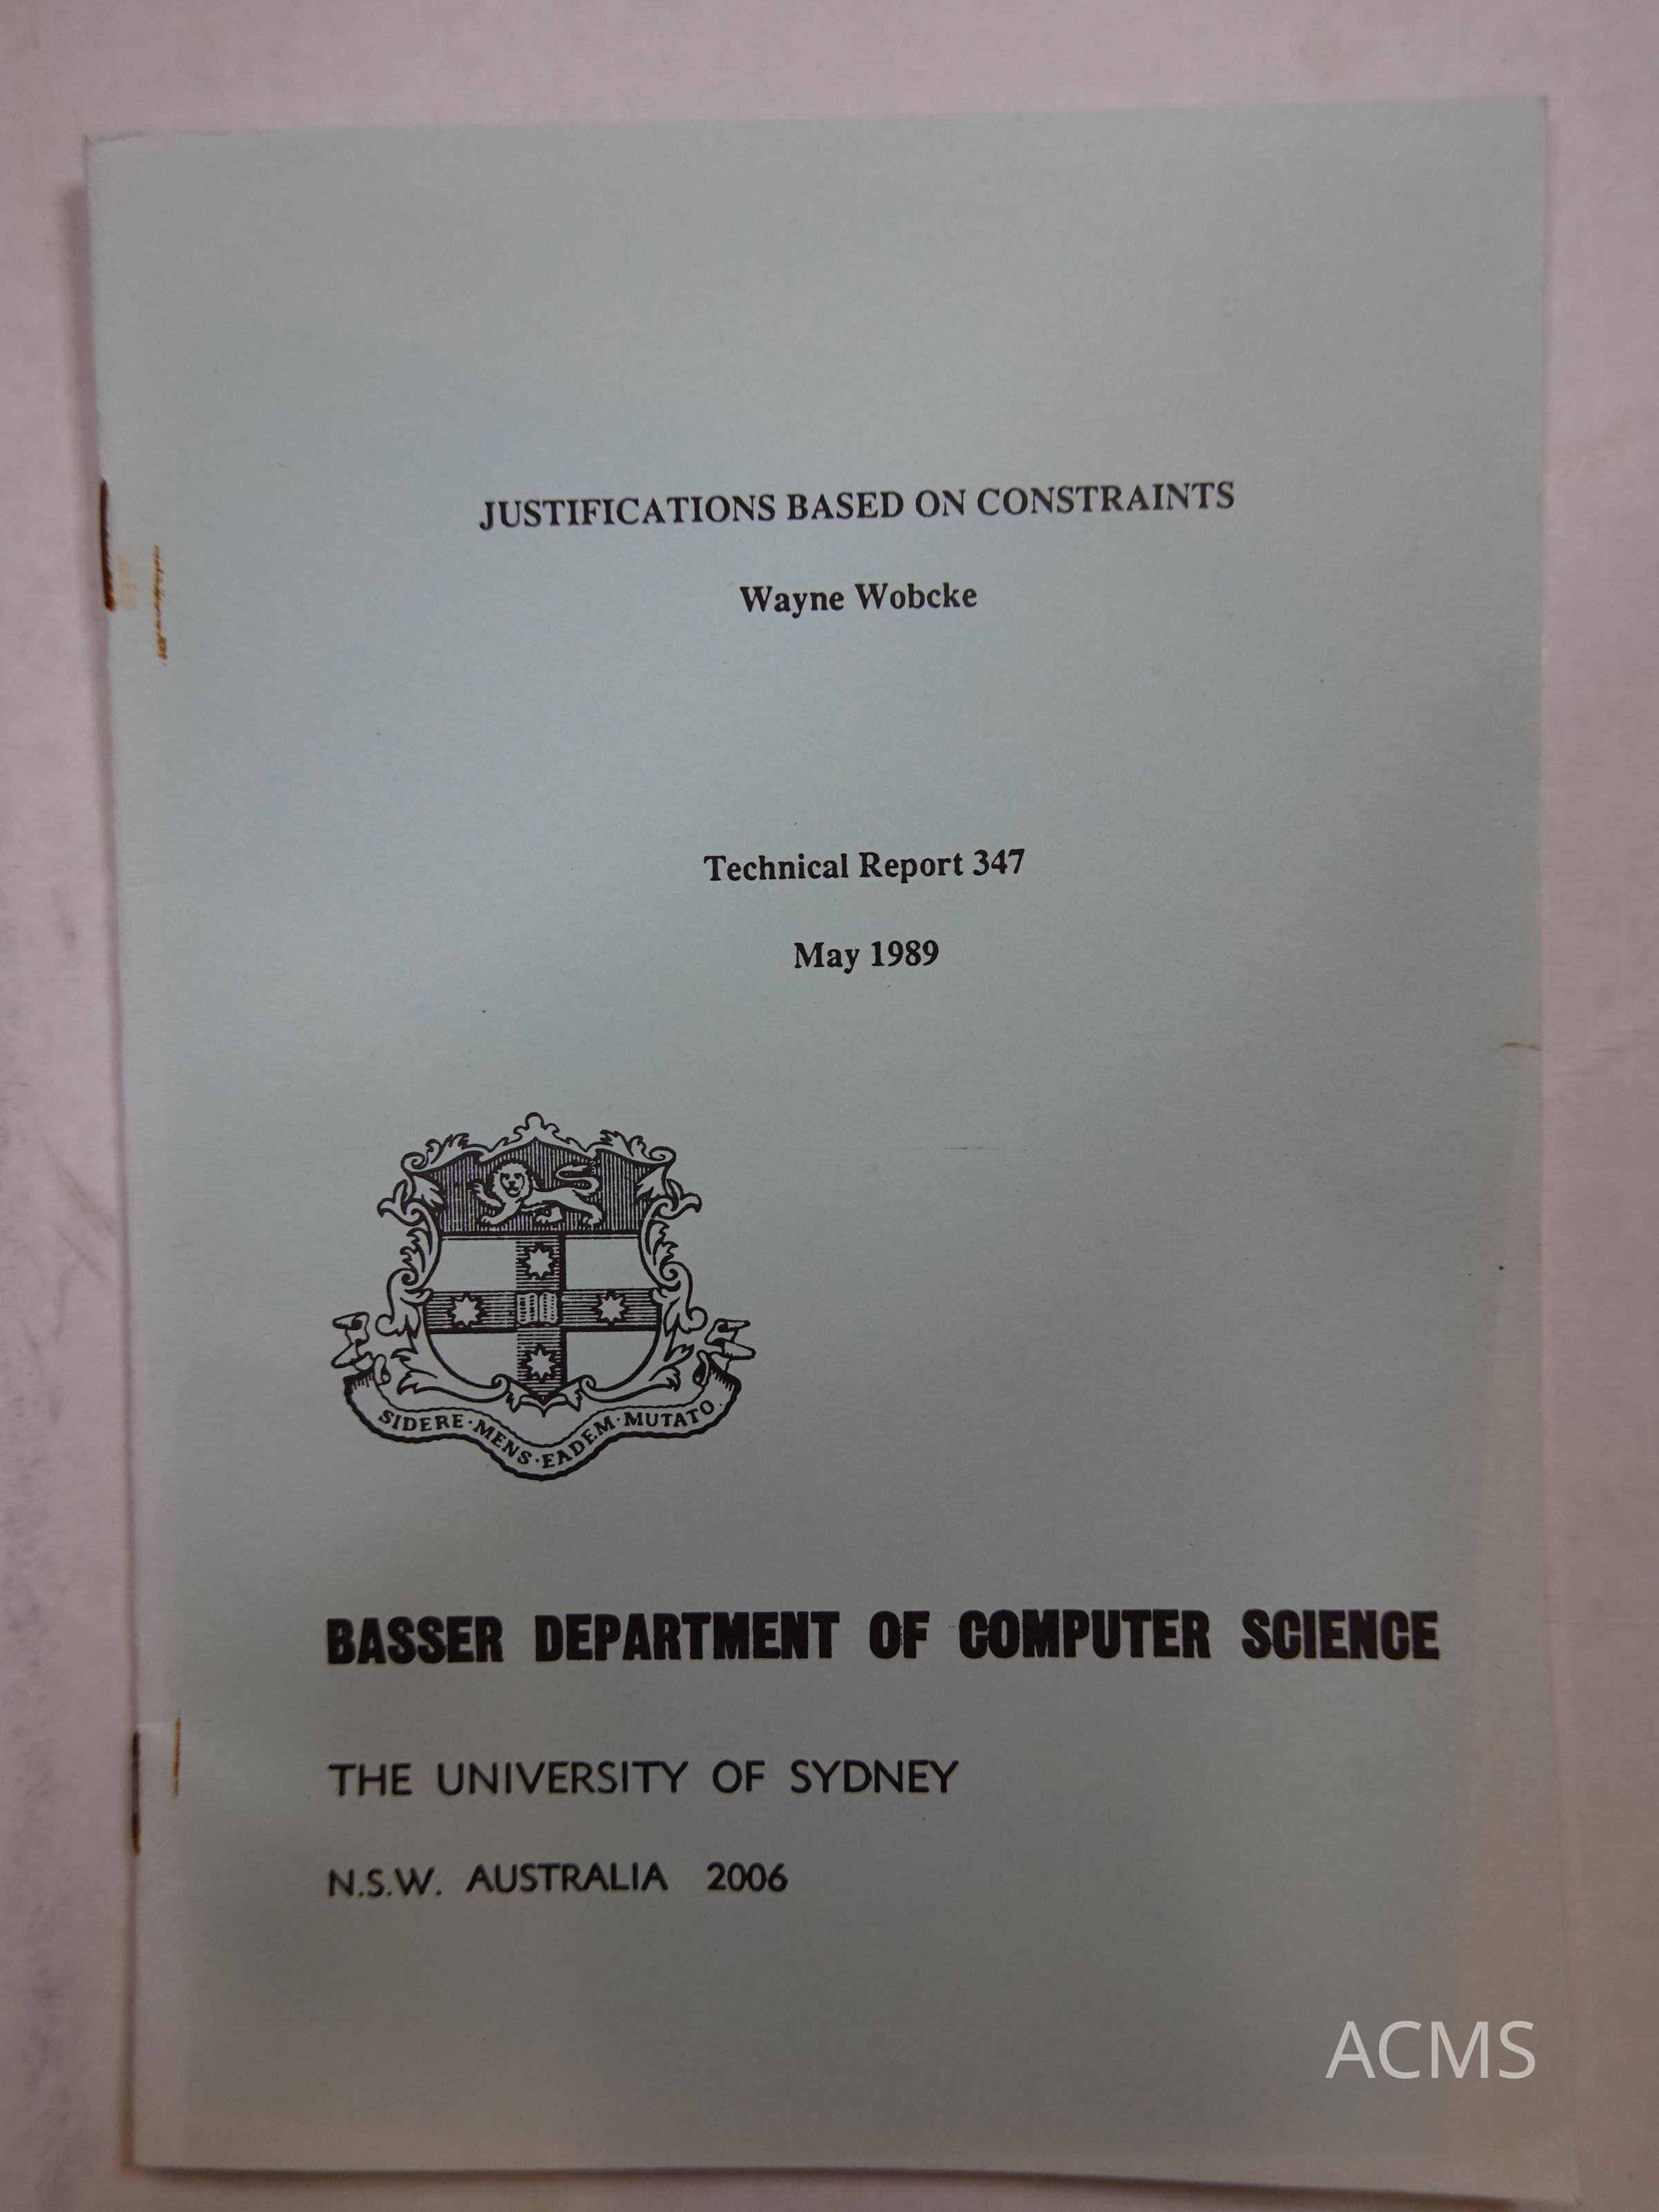 JUSTIFICATIONS BASED ON CONSTRAINTS
Wayne Wobcke
Technical Report 347
May 1989
SIDERE·MENS·EADEM·MUTATO
BASSER DEPARTMENT OF COMPUTER SCIENCE
THE UNIVERSITY OF SYDNEY
N.S.W. AUSTRALIA 2006
ACMS